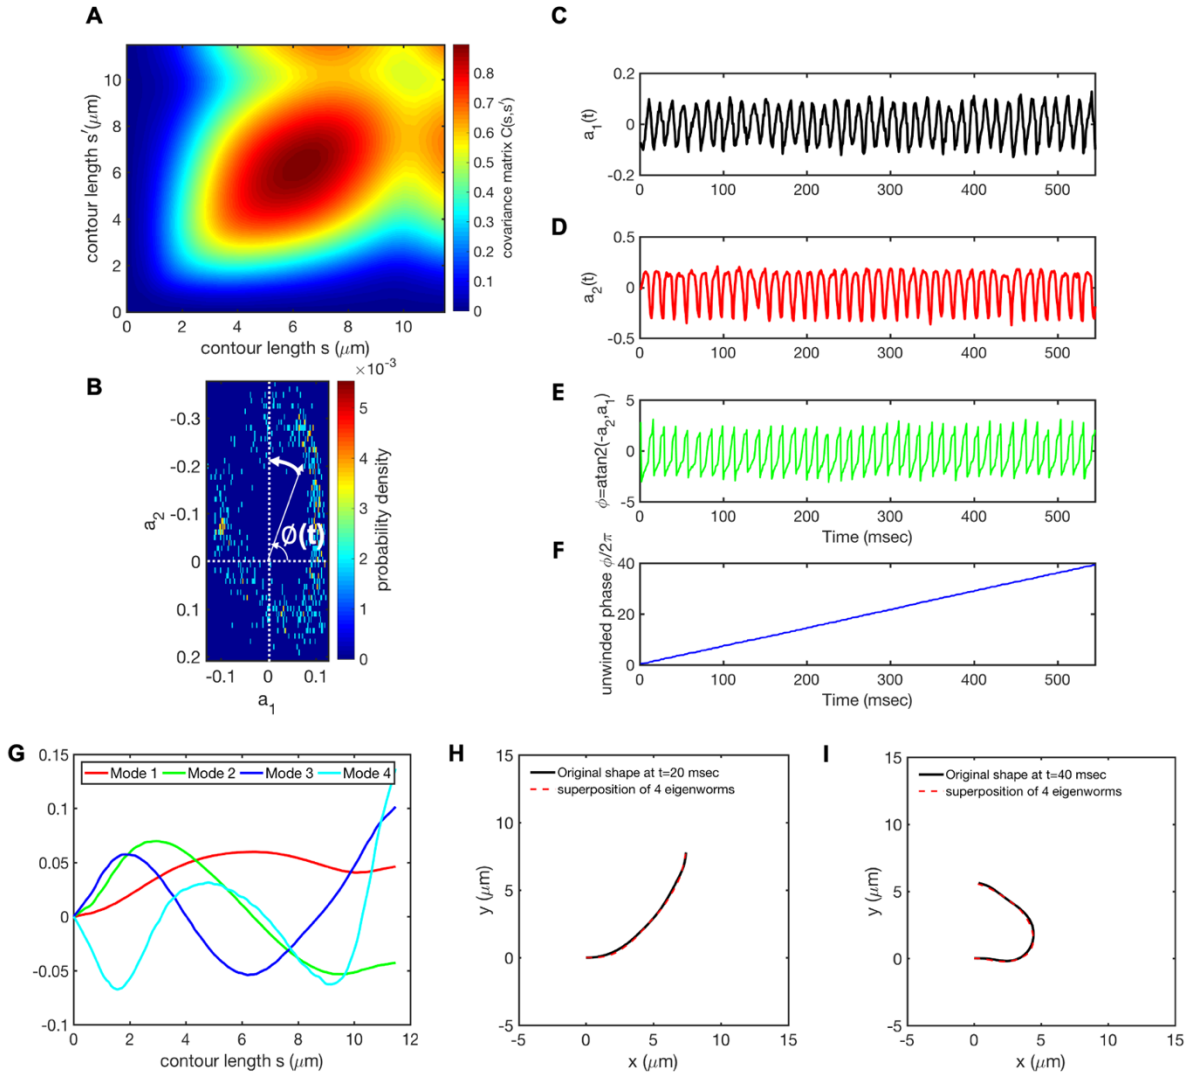 A
10
8
6
4
2
0
contour length s′(μm)
0 2 4 6 8 10
contour length s (μm)
0.8
0.7
0.6
0.5
0.4
0.3
0.2
0.1
0
covariance matrix C(s,s′)
B
-0.3
-0.2
-0.1
0
0.1
0.2
a2
-0.1 0 0.1
a1
Ø(t)
×10-3
5
4
3
2
1
0
probability density
C
0.2
0
-0.2
a1(t)
0 100 200 300 400 500
D
0.5
0
-0.5
a2(t)
0 100 200 300 400 500
E
5
0
-5
ϕ=atan2(-a2,a1)
0 100 200 300 400 500
Time (msec)
F
40
20
0
unwinded phase ϕ/2π
0 100 200 300 400 500
Time (msec)
G
0.15
0.1
0.05
0
-0.05
-0.1
Mode 1 Mode 2 Mode 3 Mode 4
0 2 4 6 8 10 12
contour length s (μm)
H
15
10
5
0
-5
y (μm)
Original shape at t=20 msec
superposition of 4 eigenworms
-5 0 5 10 15
x (μm)
I
15
10
5
0
-5
y (μm)
Original shape at t=40 msec
superposition of 4 eigenworms
-5 0 5 10 15
x (μm)